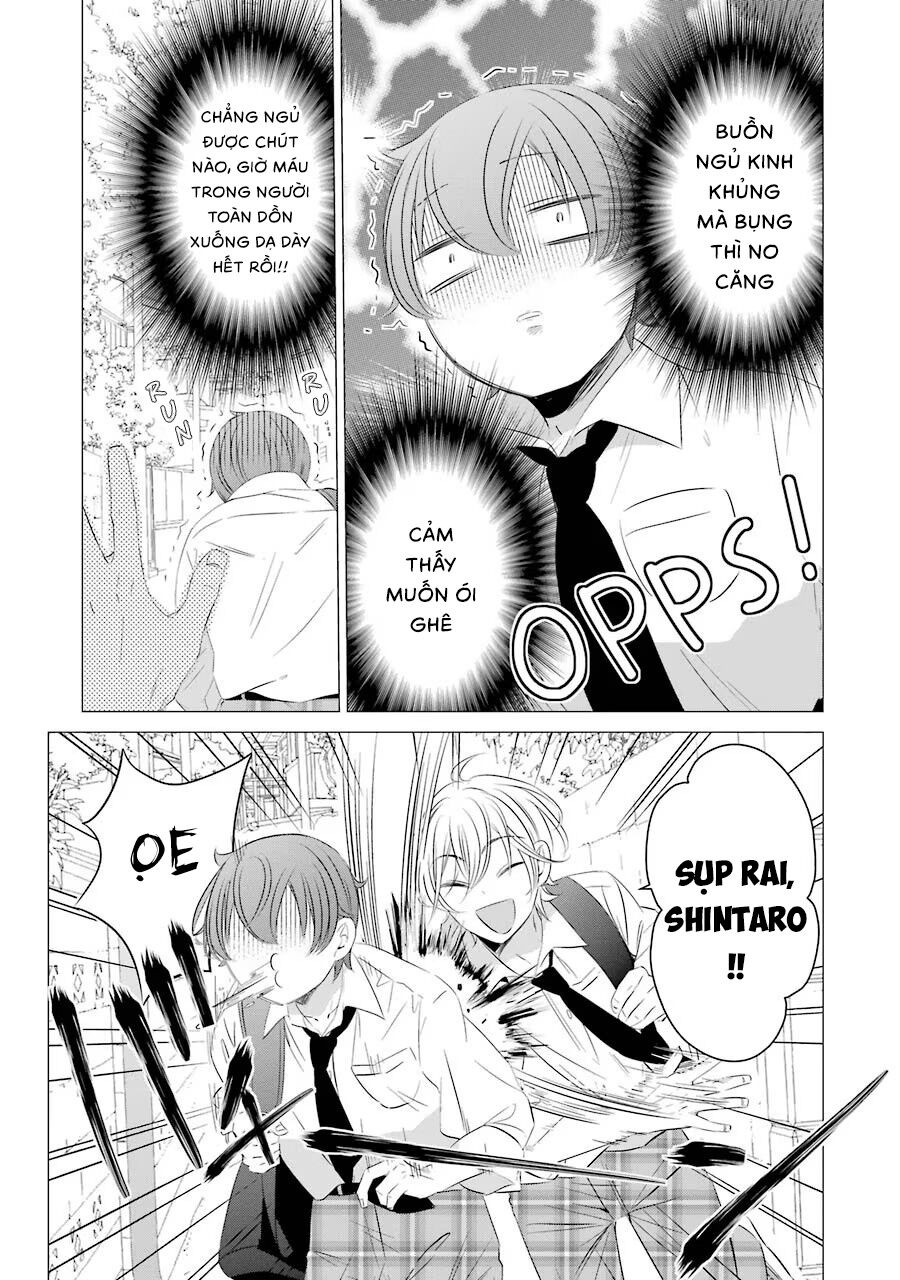 BUỒN
NGỦ KINH
KHỦNG
MÀ BỤNG
THÌ NO
CĂNG
CẢM
THẤY
MUỐN ÓI
GHÊ
OPPS!
CHẲNG NGỦ
ĐƯỢC CHÚT
NÀO, GIỜ MÁU
TRONG NGƯỜI
TOÀN DỒN
XUỐNG DẠ DÀY
HẾT RỒI!!
RUN
RU
SỤP RAI,
SHINTARO
!!
ỌE